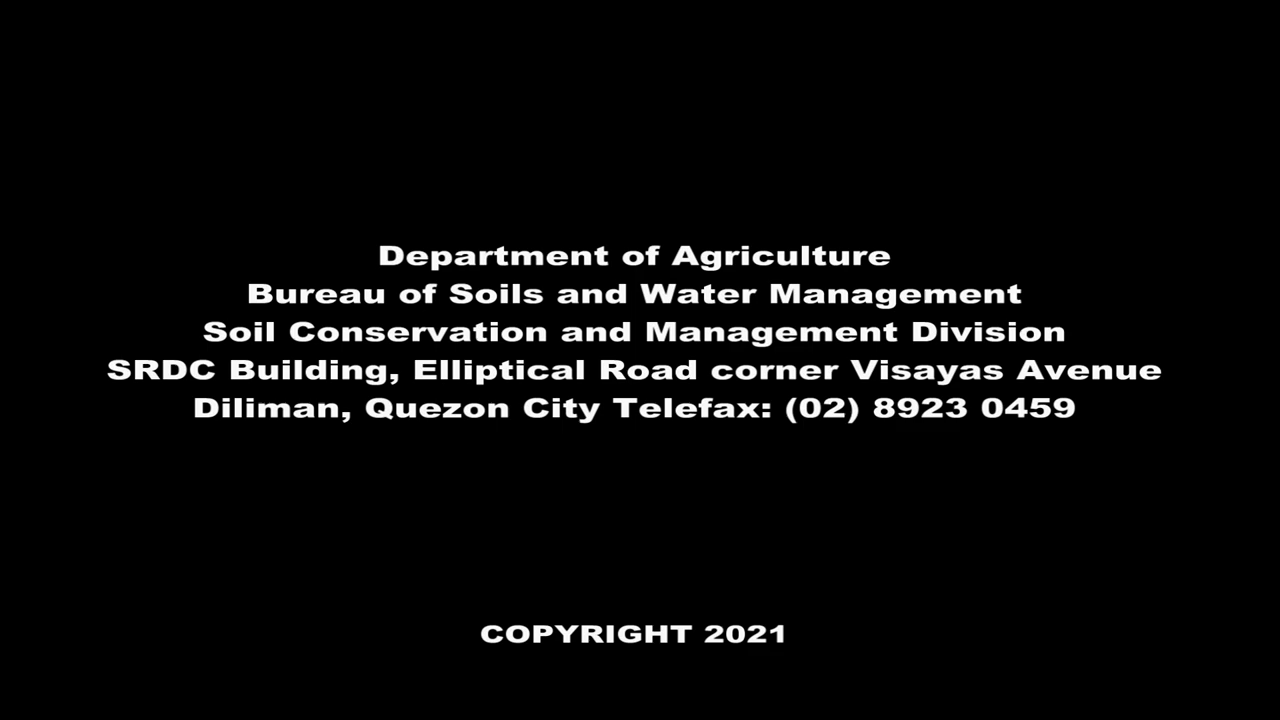 Department of Agriculture
Bureau of Soils and Water Management
Soil Conservation and Management Division
SRDC Building, Elliptical Road corner Visayas Avenue
Diliman, Quezon City Telefax: (02) 8923 0459
COPYRIGHT 2021